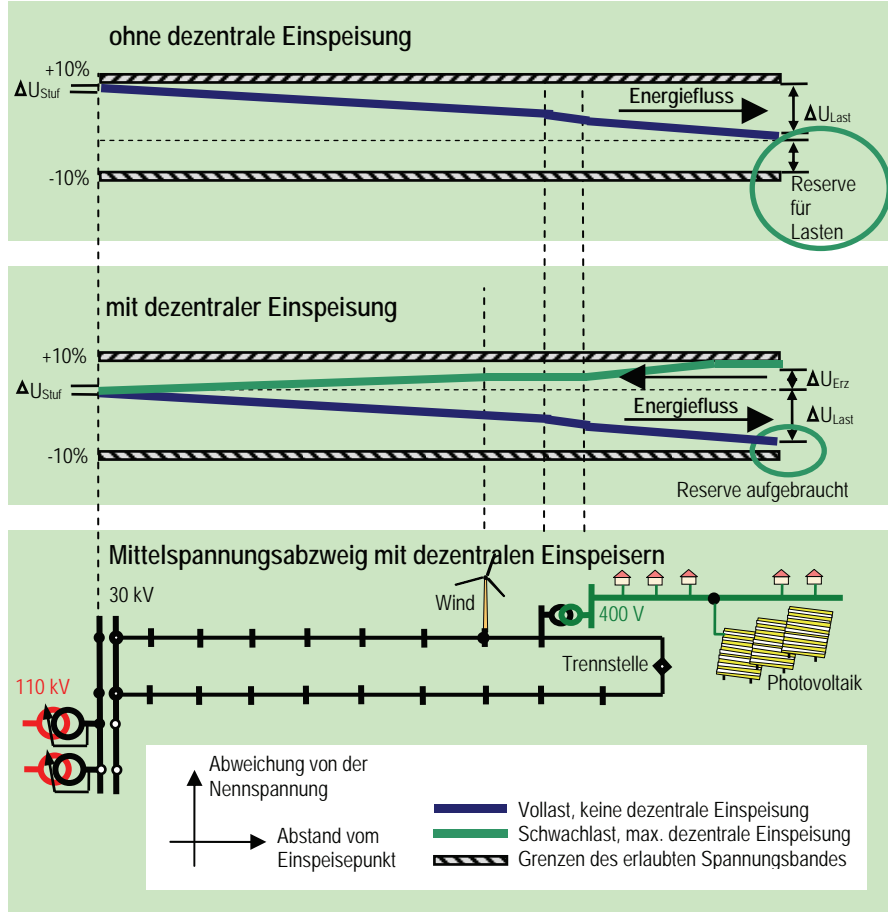 ohne dezentrale Einspeisung
+10%
ΔUStuf
Energiefluss
ΔULast
-10%
Reserve
für
Lasten
mit dezentraler Einspeisung
+10%
ΔUErz
ΔUStuf
Energiefluss
ΔULast
-10%
Reserve aufgebraucht
Mittelspannungsabzweig mit dezentralen Einspeisern
30 kV
Wind
400 V
Trennstelle
110 kV
Photovoltaik
Abweichung von der
Nennspannung
Abstand vom
Einspeisepunkt
Vollast, keine dezentrale Einspeisung
Schwachlast, max. dezentrale Einspeisung
Grenzen des erlaubten Spannungsbandes